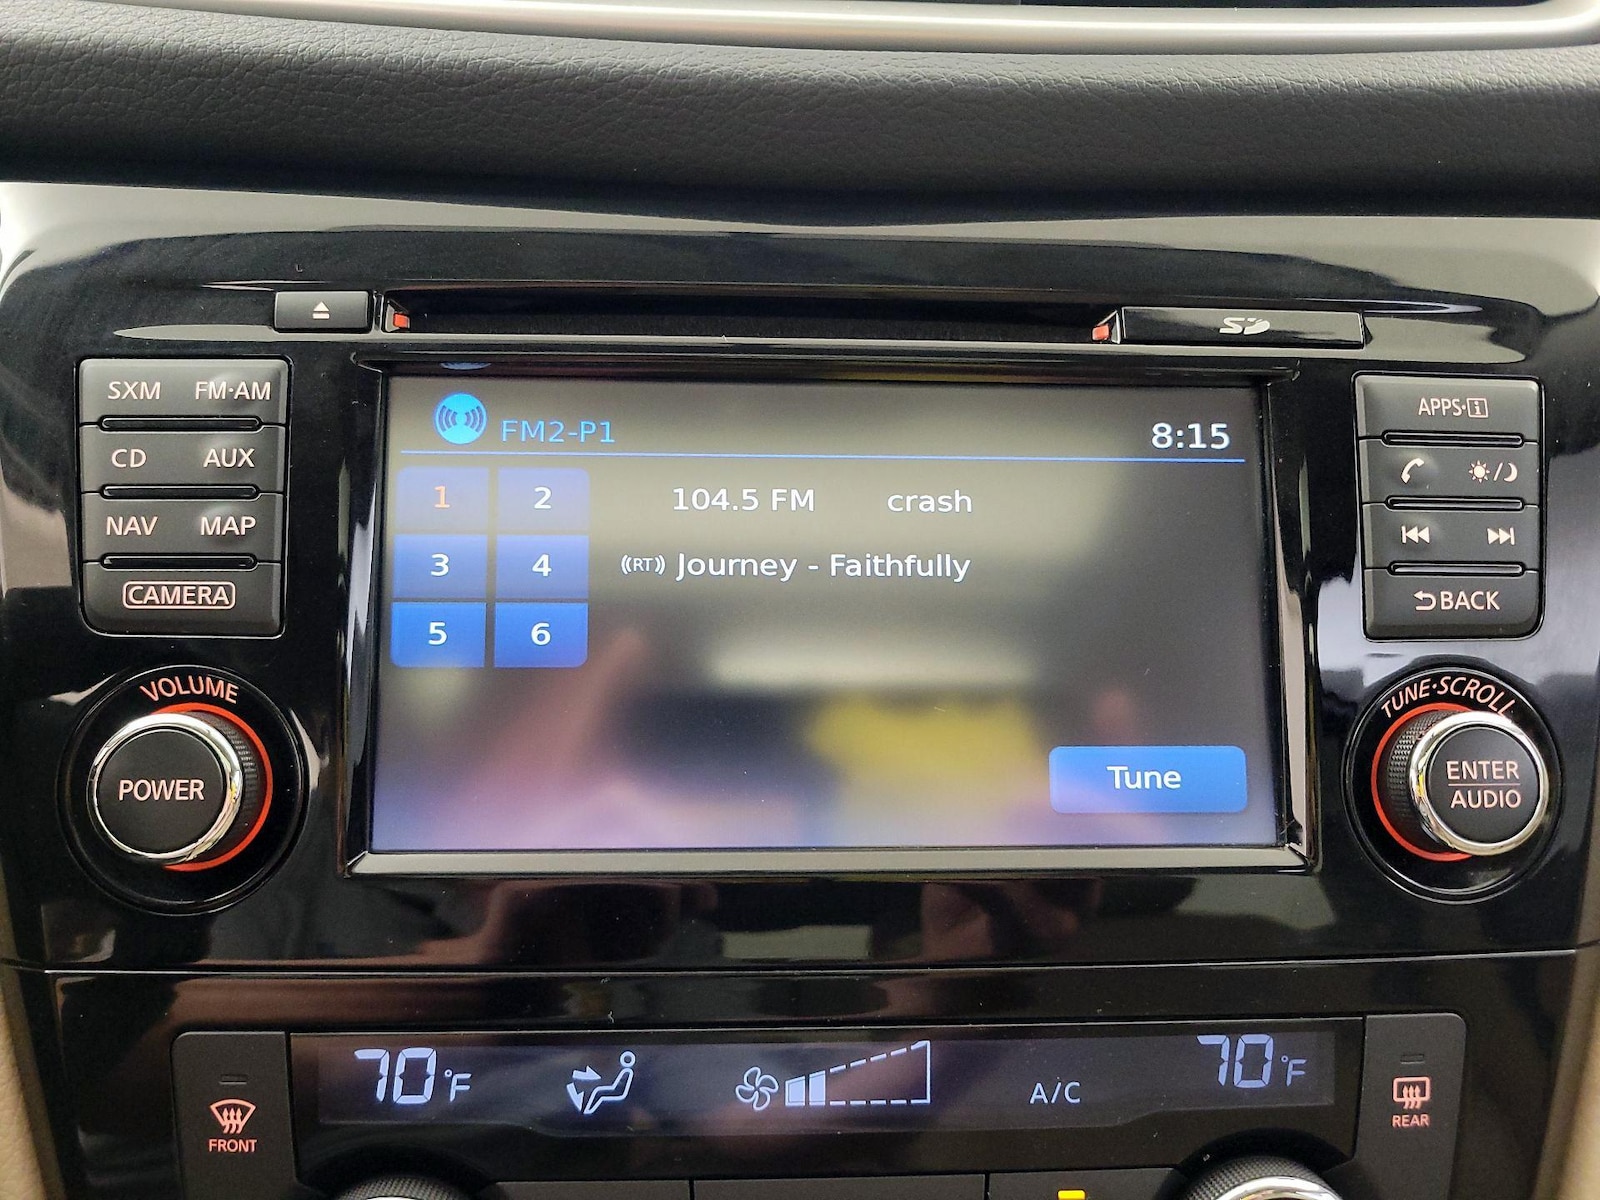 SD
SXM FM·AM
CD AUX
NAV MAP
CAMERA
VOLUME
POWER
FM2-P1 8:15
1 2 104.5 FM crash
3 4 ((RT)) Journey - Faithfully
5 6
Tune
APPS·i
BACK
TUNE·SCROLL
ENTER
AUDIO
FRONT
70°F A/C 70°F
REAR